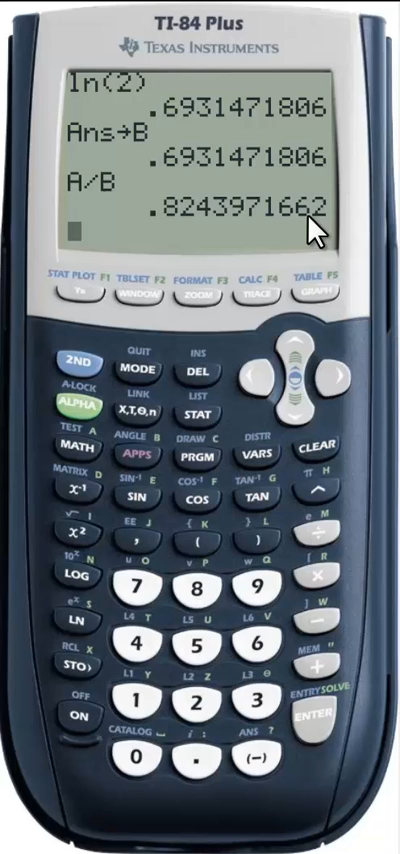 TI-84 Plus
TEXAS INSTRUMENTS
ln(2)
.6931471806
Ans→B
.6931471806
A/B
.8243971662
STAT PLOT F1 TBLSET F2 FORMAT F3 CALC F4 TABLE F5
Y= WINDOW ZOOM TRACE GRAPH
QUIT INS
2ND MODE DEL
A-LOCK LINK LIST
ALPHA X,T,Θ,n STAT
TEST A ANGLE B DRAW C DISTR
MATH APPS PRGM VARS CLEAR
MATRIX D SIN⁻¹ E COS⁻¹ F TAN⁻¹ G π H
x⁻¹ SIN COS TAN ^
√ I EE J { K } L e M
x² , ( ) ÷
10ˣ N u O v P w Q [ R
LOG 7 8 9 ×
eˣ S L4 T L5 U L6 V ] W
LN 4 5 6 −
RCL X L1 Y L2 Z L3 θ MEM "
STO› 1 2 3 +
OFF ENTRY SOLVE
ON ENTER
CATALOG ⎵ i : ANS ?
0 . (−)